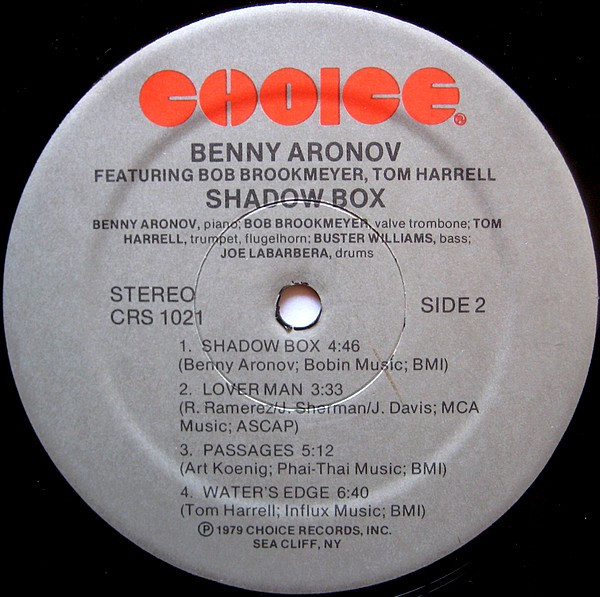 CHOICE®
BENNY ARONOV
FEATURING BOB BROOKMEYER, TOM HARRELL
SHADOW BOX
BENNY ARONOV, piano; BOB BROOKMEYER, valve trombone; TOM
HARRELL, trumpet, flugelhorn; BUSTER WILLIAMS, bass;
JOE LABARBERA, drums
STEREO
CRS 1021
SIDE 2
1. SHADOW BOX 4:46
(Benny Aronov; Bobin Music; BMI)
2. LOVER MAN 3:33
(R. Ramerez/J. Sherman/J. Davis; MCA
Music; ASCAP)
3. PASSAGES 5:12
(Art Koenig; Phai-Thai Music; BMI)
4. WATER'S EDGE 6:40
(Tom Harrell; Influx Music; BMI)
℗ 1979 CHOICE RECORDS, INC.
SEA CLIFF, NY